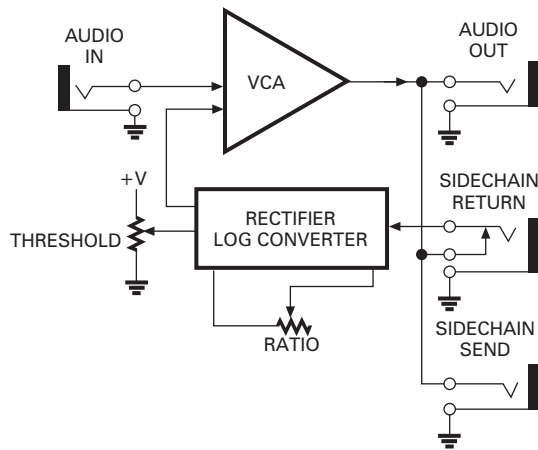 AUDIO
IN
VCA
AUDIO
OUT
+V
THRESHOLD
RECTIFIER
LOG CONVERTER
SIDECHAIN
RETURN
RATIO
SIDECHAIN
SEND